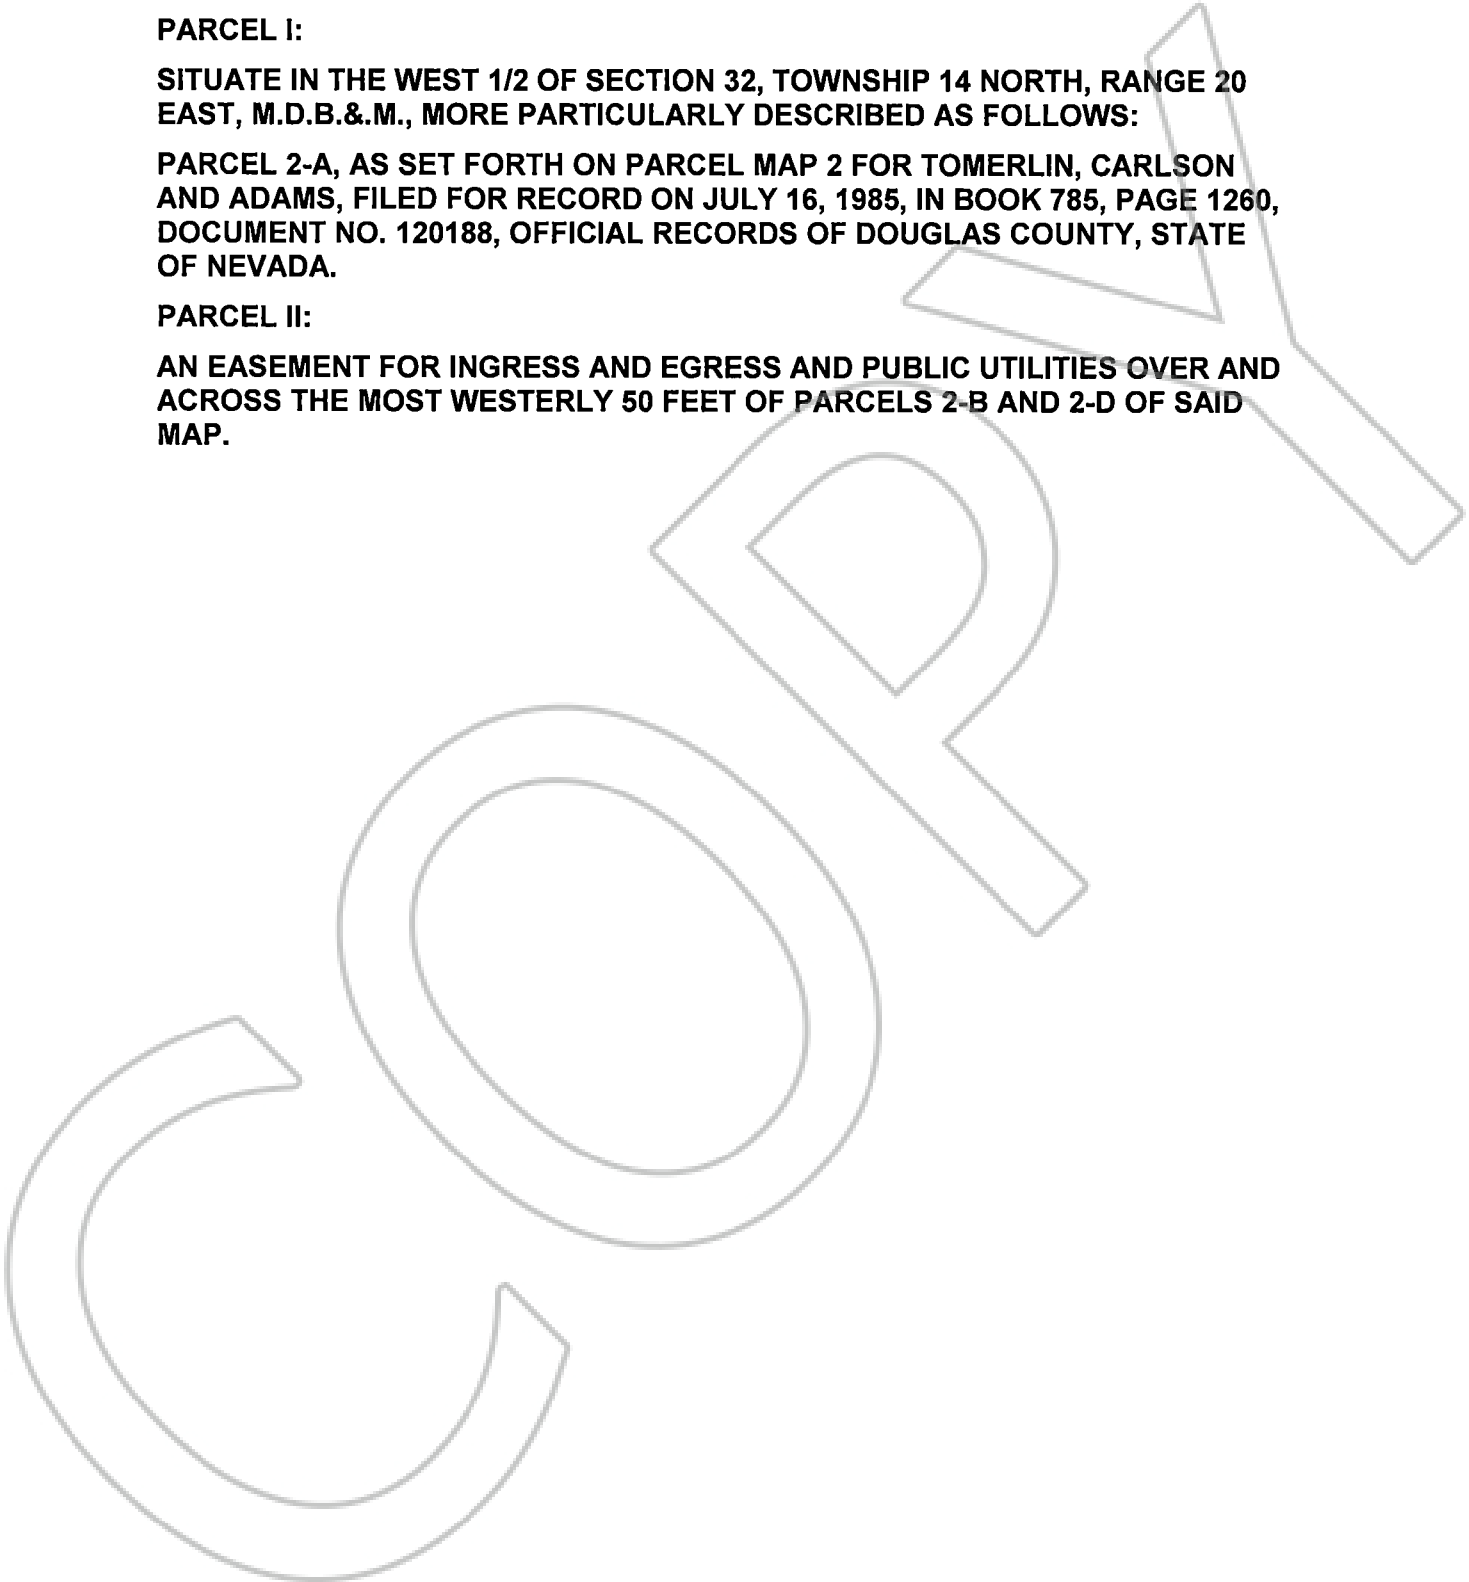 PARCEL I:
SITUATE IN THE WEST 1/2 OF SECTION 32, TOWNSHIP 14 NORTH, RANGE 20
EAST, M.D.B.&.M., MORE PARTICULARLY DESCRIBED AS FOLLOWS:
PARCEL 2-A, AS SET FORTH ON PARCEL MAP 2 FOR TOMERLIN, CARLSON
AND ADAMS, FILED FOR RECORD ON JULY 16, 1985, IN BOOK 785, PAGE 1260,
DOCUMENT NO. 120188, OFFICIAL RECORDS OF DOUGLAS COUNTY, STATE
OF NEVADA.
PARCEL II:
AN EASEMENT FOR INGRESS AND EGRESS AND PUBLIC UTILITIES OVER AND
ACROSS THE MOST WESTERLY 50 FEET OF PARCELS 2-B AND 2-D OF SAID
MAP.
COPY